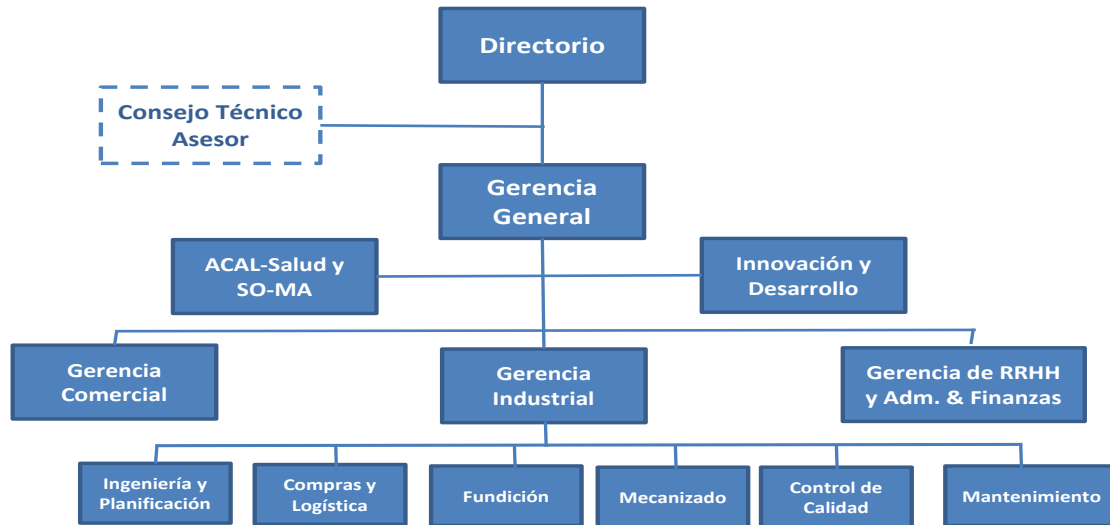 Directorio
Consejo Técnico
Asesor
Gerencia
General
ACAL-Salud y
SO-MA
Innovación y
Desarrollo
Gerencia
Comercial
Gerencia
Industrial
Gerencia de RRHH
y Adm. & Finanzas
Ingeniería y
Planificación
Compras y
Logística
Fundición
Mecanizado
Control de
Calidad
Mantenimiento